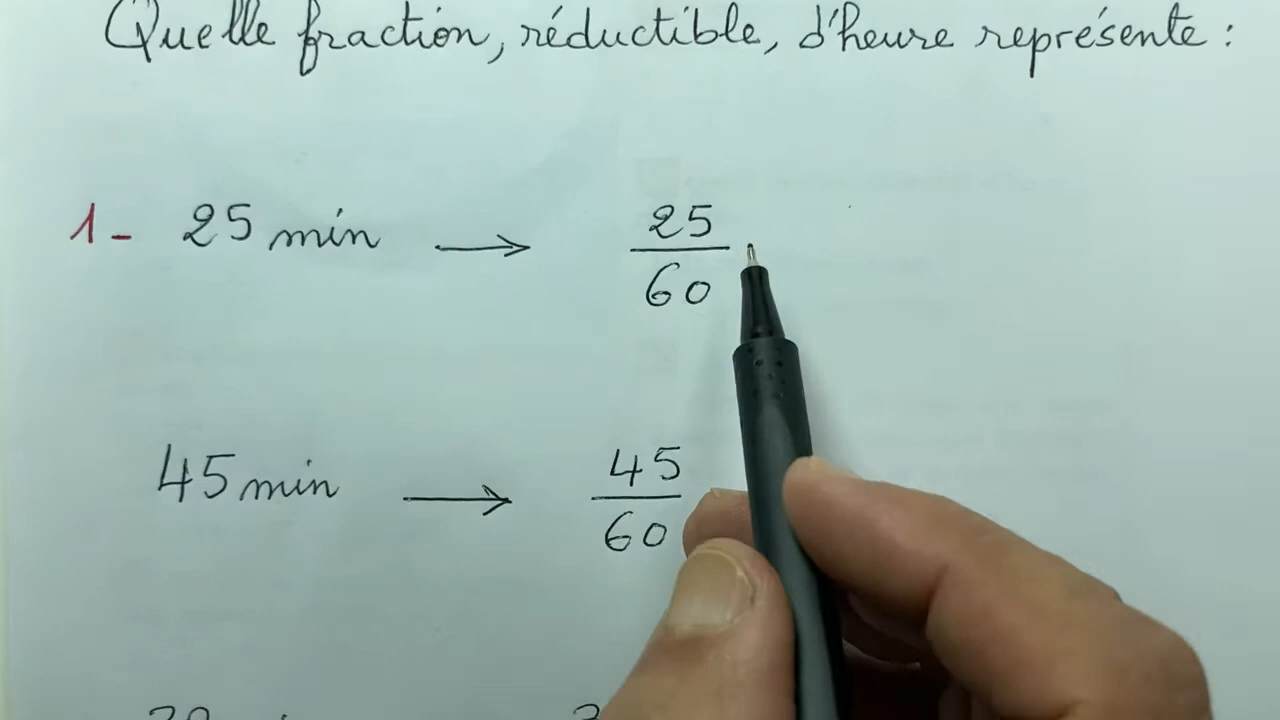 Quelle fraction, réductible, d'heure représente :
1- 25 min → 25/60
45 min → 45/60